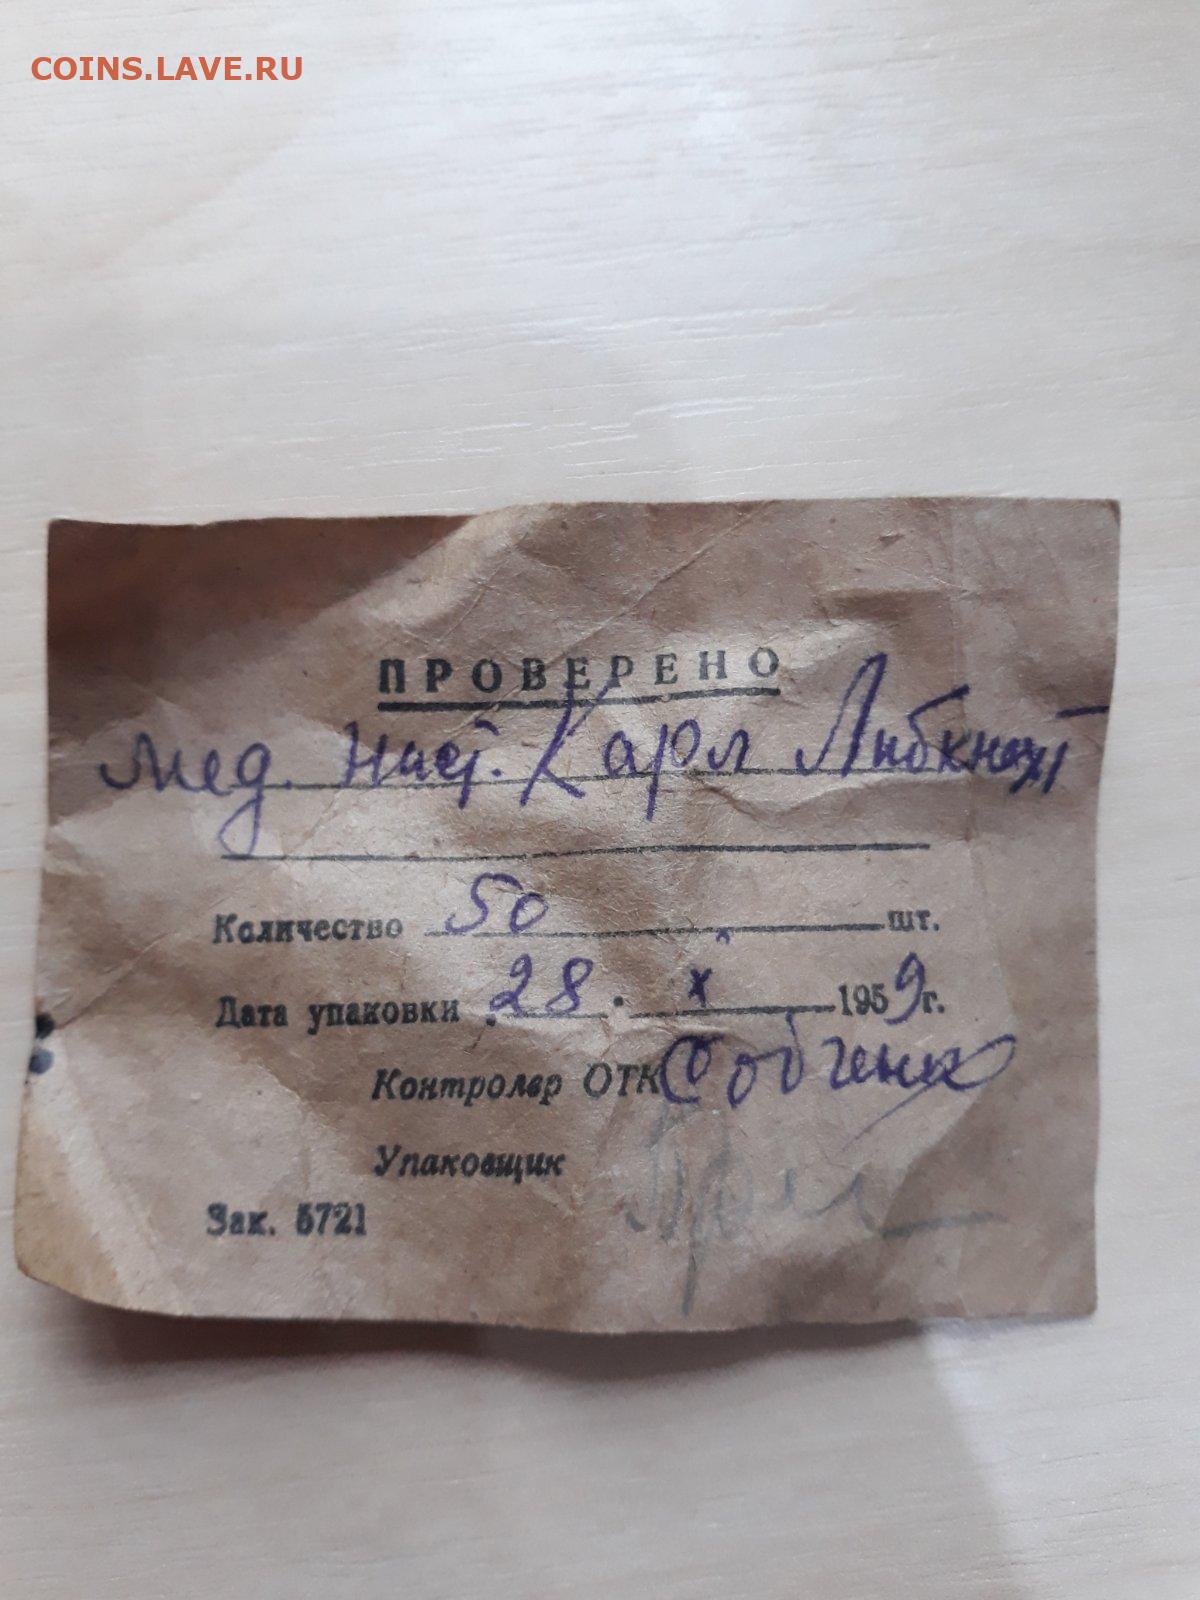 COINS.LAVE.RU
ПРОВЕРЕНО
Мед. Наст. Карл Либкнехт
Количество 50 шт.
Дата упаковки 28. X 1959 г.
Контролер ОТК
Упаковщик
Зак. 5721